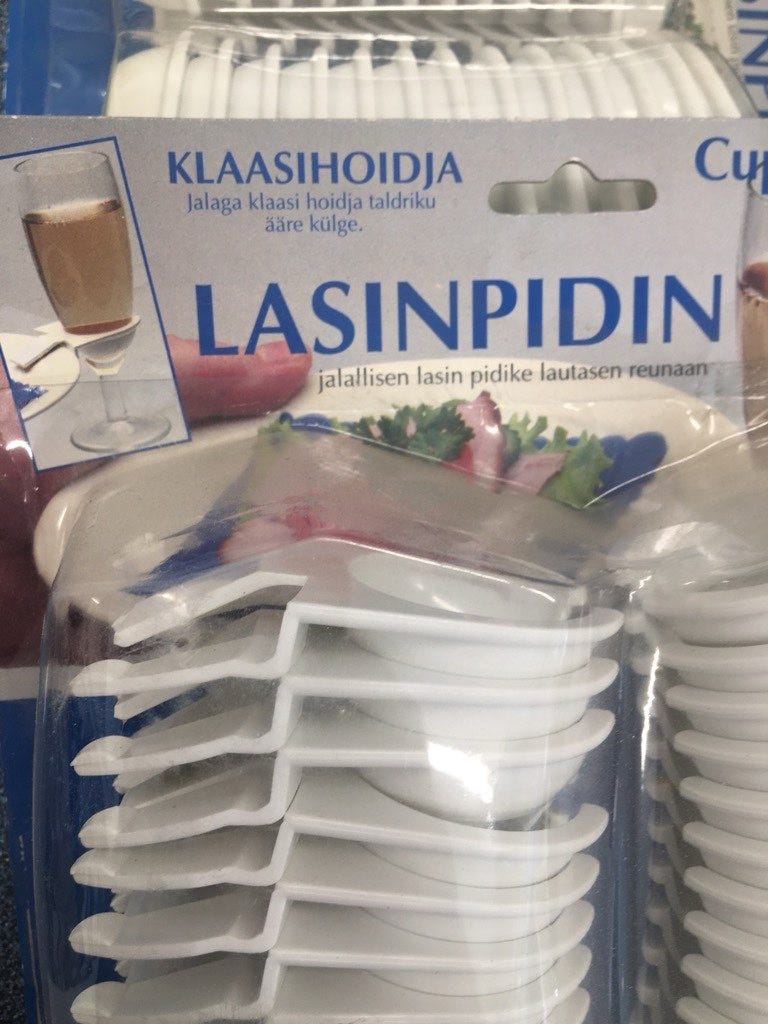 KLAASIHOIDJA
Jalaga klaasi hoidja taldriku
ääre külge.
LASINPIDIN
jalallisen lasin pidike lautasen reunaan